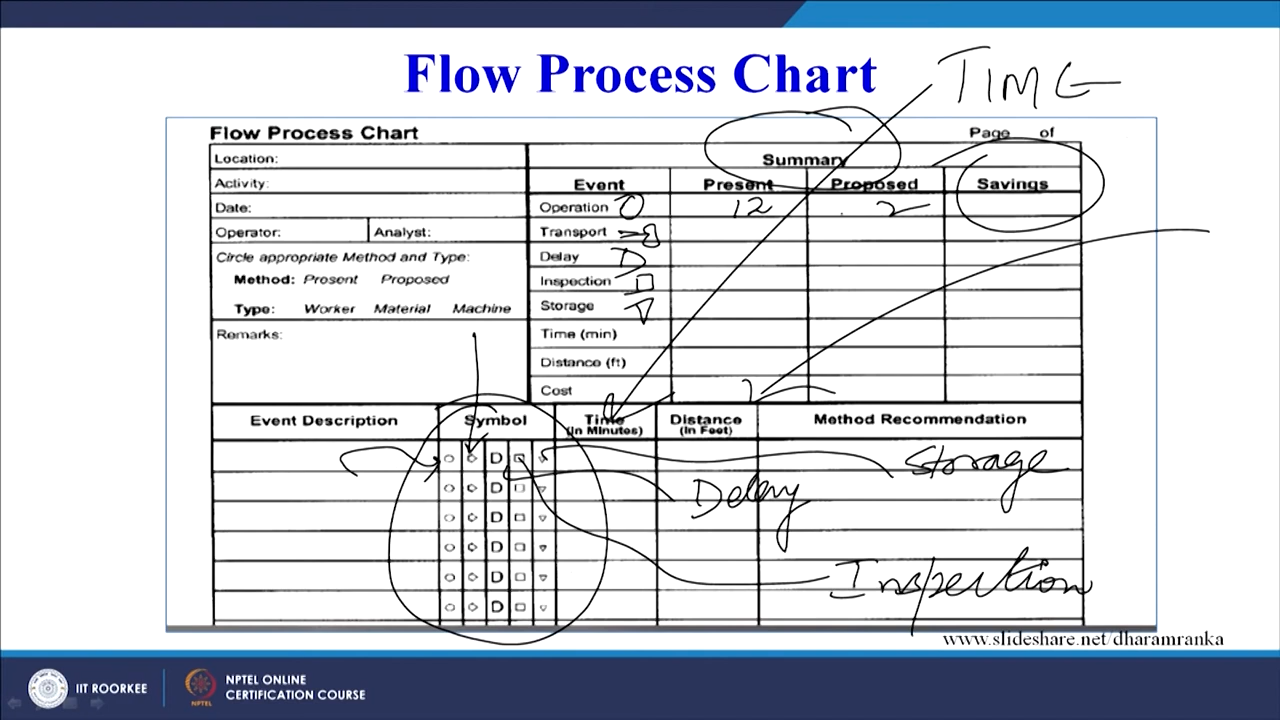 Flow Process Chart
TIME
Flow Process Chart
Page of
Location:
Summary
Activity:
Event Present Proposed Savings
Date:
Operation 12 2
Operator: Analyst:
Transport
Circle appropriate Method and Type:
Delay
Method: Present Proposed
Inspection
Type: Worker Material Machine
Storage
Remarks:
Time (min)
Distance (ft)
Cost
Event Description Symbol Time (In Minutes) Distance (In Feet) Method Recommendation
D Storage
D Delay
D
D
D Inspection
D
www.slideshare.net/dharamranka
IIT ROORKEE
NPTEL
NPTEL ONLINE
CERTIFICATION COURSE